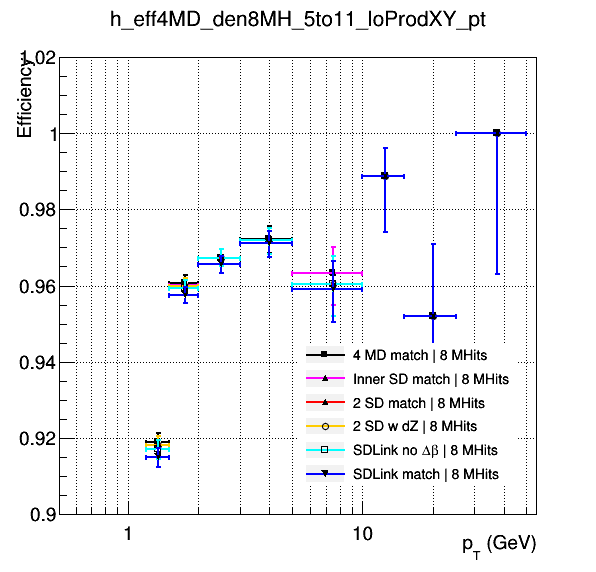 h_eff4MD_den8MH_5to11_loProdXY_pt
Efficiency
1.02
1
0.98
0.96
0.94
0.92
0.9
4 MD match | 8 MHits
Inner SD match | 8 MHits
2 SD match | 8 MHits
2 SD w dZ | 8 MHits
SDLink no Δβ | 8 MHits
SDLink match | 8 MHits
1
10
p_T (GeV)